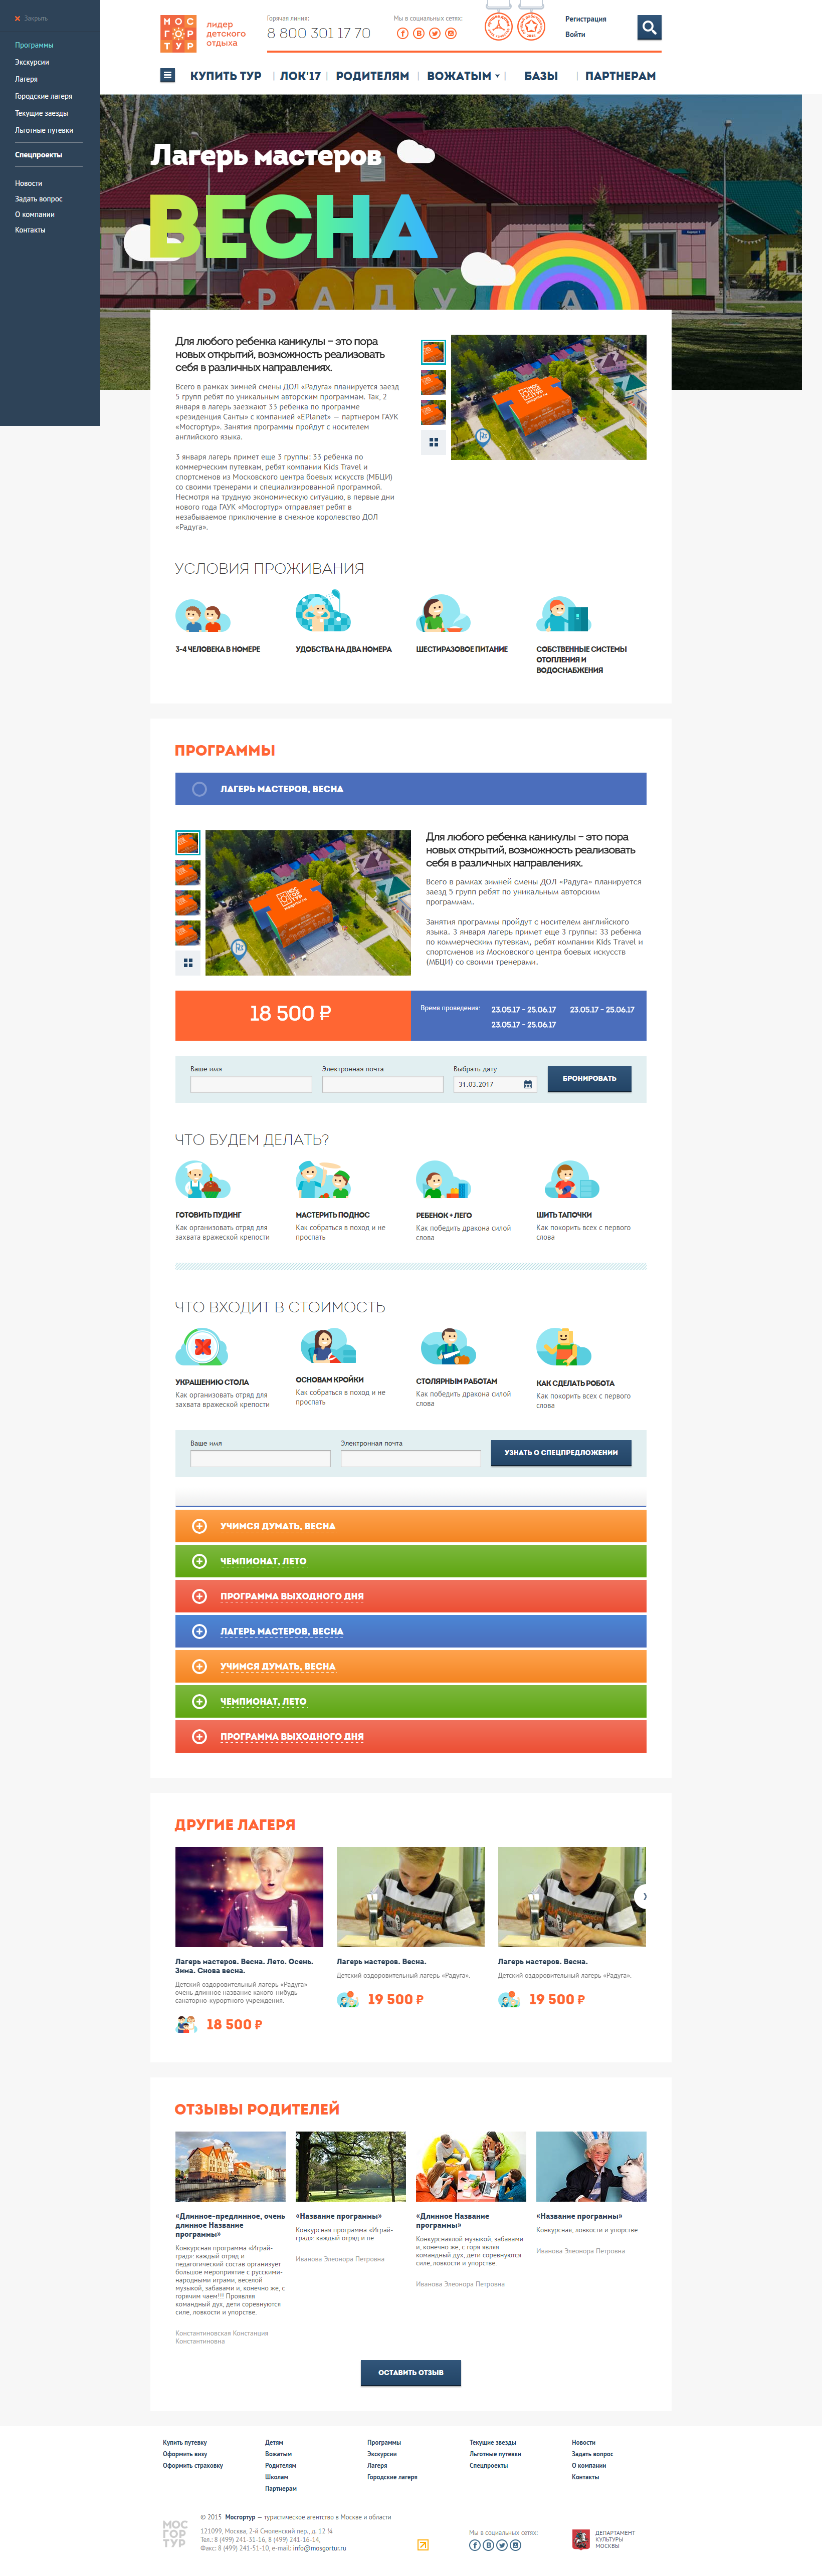 Закрыть
Программы
Экскурсии
Лагеря
Городские лагеря
Текущие заезды
Льготные путевки
Спецпроекты
Новости
Задать вопрос
О компании
Контакты
МОС
ГОР
ТУР
лидер
детского
отдыха
Горячая линия:
8 800 301 17 70
Мы в социальных сетях:
Регистрация
Войти
КУПИТЬ ТУР
ЛОК'17
РОДИТЕЛЯМ
ВОЖАТЫМ
БАЗЫ
ПАРТНЕРАМ
Лагерь мастеров
ВЕСНА
РАДУ А
Для любого ребенка каникулы – это пора
новых открытий, возможность реализовать
себя в различных направлениях.
Всего в рамках зимней смены ДОЛ «Радуга» планируется заезд
5 групп ребят по уникальным авторским программам. Так, 2
января в лагерь заезжают 33 ребенка по программе
«резиденция Санты» с компанией «EPlanet» — партнером ГАУК
«Мосгортур». Занятия программы пройдут с носителем
английского языка.
3 января лагерь примет еще 3 группы: 33 ребенка по
коммерческим путевкам, ребят компании Kids Travel и
спортсменов из Московского центра боевых искусств (МБЦИ)
со своими тренерами и специализированной программой.
Несмотря на трудную экономическую ситуацию, в первые дни
нового года ГАУК «Мосгортур» отправляет ребят в
незабываемое приключение в снежное королевство ДОЛ
«Радуга».
УСЛОВИЯ ПРОЖИВАНИЯ
3-4 ЧЕЛОВЕКА В НОМЕРЕ
УДОБСТВА НА ДВА НОМЕРА
ШЕСТИРАЗОВОЕ ПИТАНИЕ
СОБСТВЕННЫЕ СИСТЕМЫ
ОТОПЛЕНИЯ И
ВОДОСНАБЖЕНИЯ
ПРОГРАММЫ
ЛАГЕРЬ МАСТЕРОВ, ВЕСНА
Для любого ребенка каникулы – это пора
новых открытий, возможность реализовать
себя в различных направлениях.
Всего в рамках зимней смены ДОЛ «Радуга» планируется
заезд 5 групп ребят по уникальным авторским
программам.
Занятия программы пройдут с носителем английского
языка. 3 января лагерь примет еще 3 группы: 33 ребенка
по коммерческим путевкам, ребят компании Kids Travel и
спортсменов из Московского центра боевых искусств
(МБЦИ) со своими тренерами.
18 500 ₽
Время проведения:
23.05.17 – 25.06.17
23.05.17 – 25.06.17
23.05.17 – 25.06.17
Ваше имя
Электронная почта
Выбрать дату
31.03.2017
БРОНИРОВАТЬ
ЧТО БУДЕМ ДЕЛАТЬ?
ГОТОВИТЬ ПУДИНГ
Как организовать отряд для
захвата вражеской крепости
МАСТЕРИТЬ ПОДНОС
Как собраться в поход и не
проспать
РЕБЕНОК + ЛЕГО
Как победить дракона силой
слова
ШИТЬ ТАПОЧКИ
Как покорить всех с первого
слова
ЧТО ВХОДИТ В СТОИМОСТЬ
УКРАШЕНИЮ СТОЛА
Как организовать отряд для
захвата вражеской крепости
ОСНОВАМ КРОЙКИ
Как собраться в поход и не
проспать
СТОЛЯРНЫМ РАБОТАМ
Как победить дракона силой
слова
КАК СДЕЛАТЬ РОБОТА
Как покорить всех с первого
слова
Ваше имя
Электронная почта
УЗНАТЬ О СПЕЦПРЕДЛОЖЕНИИ
УЧИМСЯ ДУМАТЬ, ВЕСНА
ЧЕМПИОНАТ, ЛЕТО
ПРОГРАММА ВЫХОДНОГО ДНЯ
ЛАГЕРЬ МАСТЕРОВ, ВЕСНА
УЧИМСЯ ДУМАТЬ, ВЕСНА
ЧЕМПИОНАТ, ЛЕТО
ПРОГРАММА ВЫХОДНОГО ДНЯ
ДРУГИЕ ЛАГЕРЯ
Лагерь мастеров. Весна. Лето. Осень.
Зима. Снова весна.
Детский оздоровительный лагерь «Радуга»
очень длинное название какого-нибудь
санаторно-курортного учреждения.
18 500 ₽
Лагерь мастеров. Весна.
Детский оздоровительный лагерь «Радуга».
19 500 ₽
Лагерь мастеров. Весна.
Детский оздоровительный лагерь «Радуга».
19 500 ₽
ОТЗЫВЫ РОДИТЕЛЕЙ
«Длинное-предлинное, очень
длинное Название
программы»
Конкурсная программа «Играй-
град»: каждый отряд и
педагогический состав организует
большое мероприятие с русскими-
народными играми, веселой
музыкой, забавами и, конечно же, с
горячим чаем!!! Проявляя
командный дух, дети соревнуются
силе, ловкости и упорстве.
Константиновская Констанция
Константиновна
«Название программы»
Конкурсная программа «Играй-
град»: каждый отряд и пе
Иванова Элеонора Петровна
«Длинное Название
программы»
Конкурснаялой музыкой, забавами
и, конечно же, с горя являя
командный дух, дети соревнуются
силе, ловкости и упорстве.
Иванова Элеонора Петровна
«Название программы»
Конкурсная, ловкости и упорстве.
Иванова Элеонора Петровна
ОСТАВИТЬ ОТЗЫВ
Купить путевку
Оформить визу
Оформить страховку
Детям
Вожатым
Родителям
Школам
Партнерам
Программы
Экскурсии
Лагеря
Городские лагеря
Текущие звезды
Льготные путевки
Спецпроекты
Новости
Задать вопрос
О компании
Контакты
МОС
ГОР
ТУР
© 2015 Мосгортур — туристическое агентство в Москве и области
121099, Москва, 2-й Смоленский пер., д. 12 ¼
Тел.: 8 (499) 241-31-16, 8 (499) 241-16-14,
Факс: 8 (499) 241-51-10, e-mail: info@mosgortur.ru
Мы в социальных сетях:
ДЕПАРТАМЕНТ
КУЛЬТУРЫ
МОСКВЫ